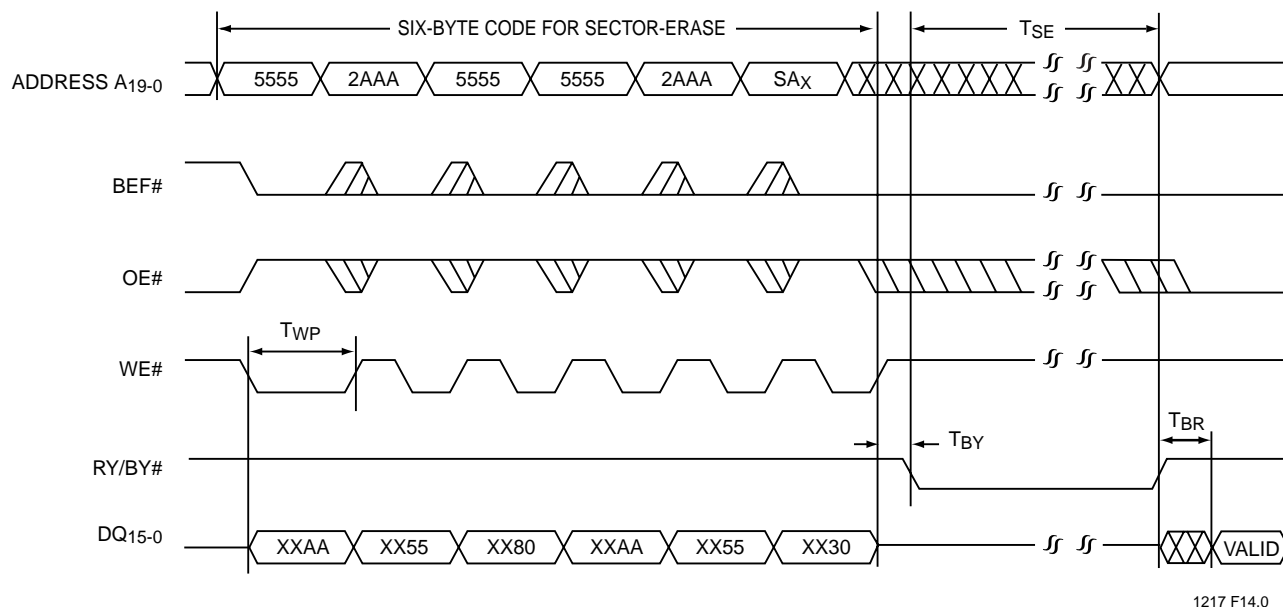 SIX-BYTE CODE FOR SECTOR-ERASE
TSE
ADDRESS A19-0
5555
2AAA
5555
5555
2AAA
SAX
BEF#
OE#
TWP
WE#
TBY
TBR
RY/BY#
DQ15-0
XXAA
XX55
XX80
XXAA
XX55
XX30
VALID
1217 F14.0